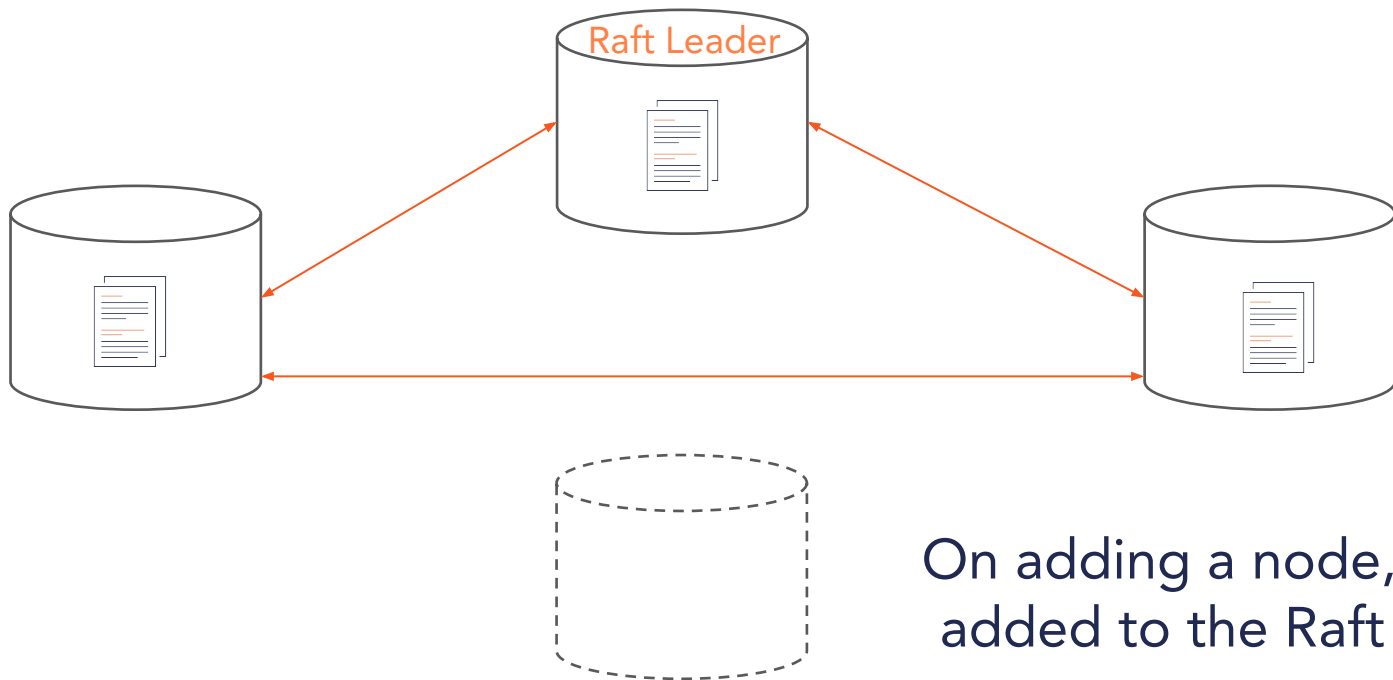 Raft Leader
On adding a node,
added to the Raft